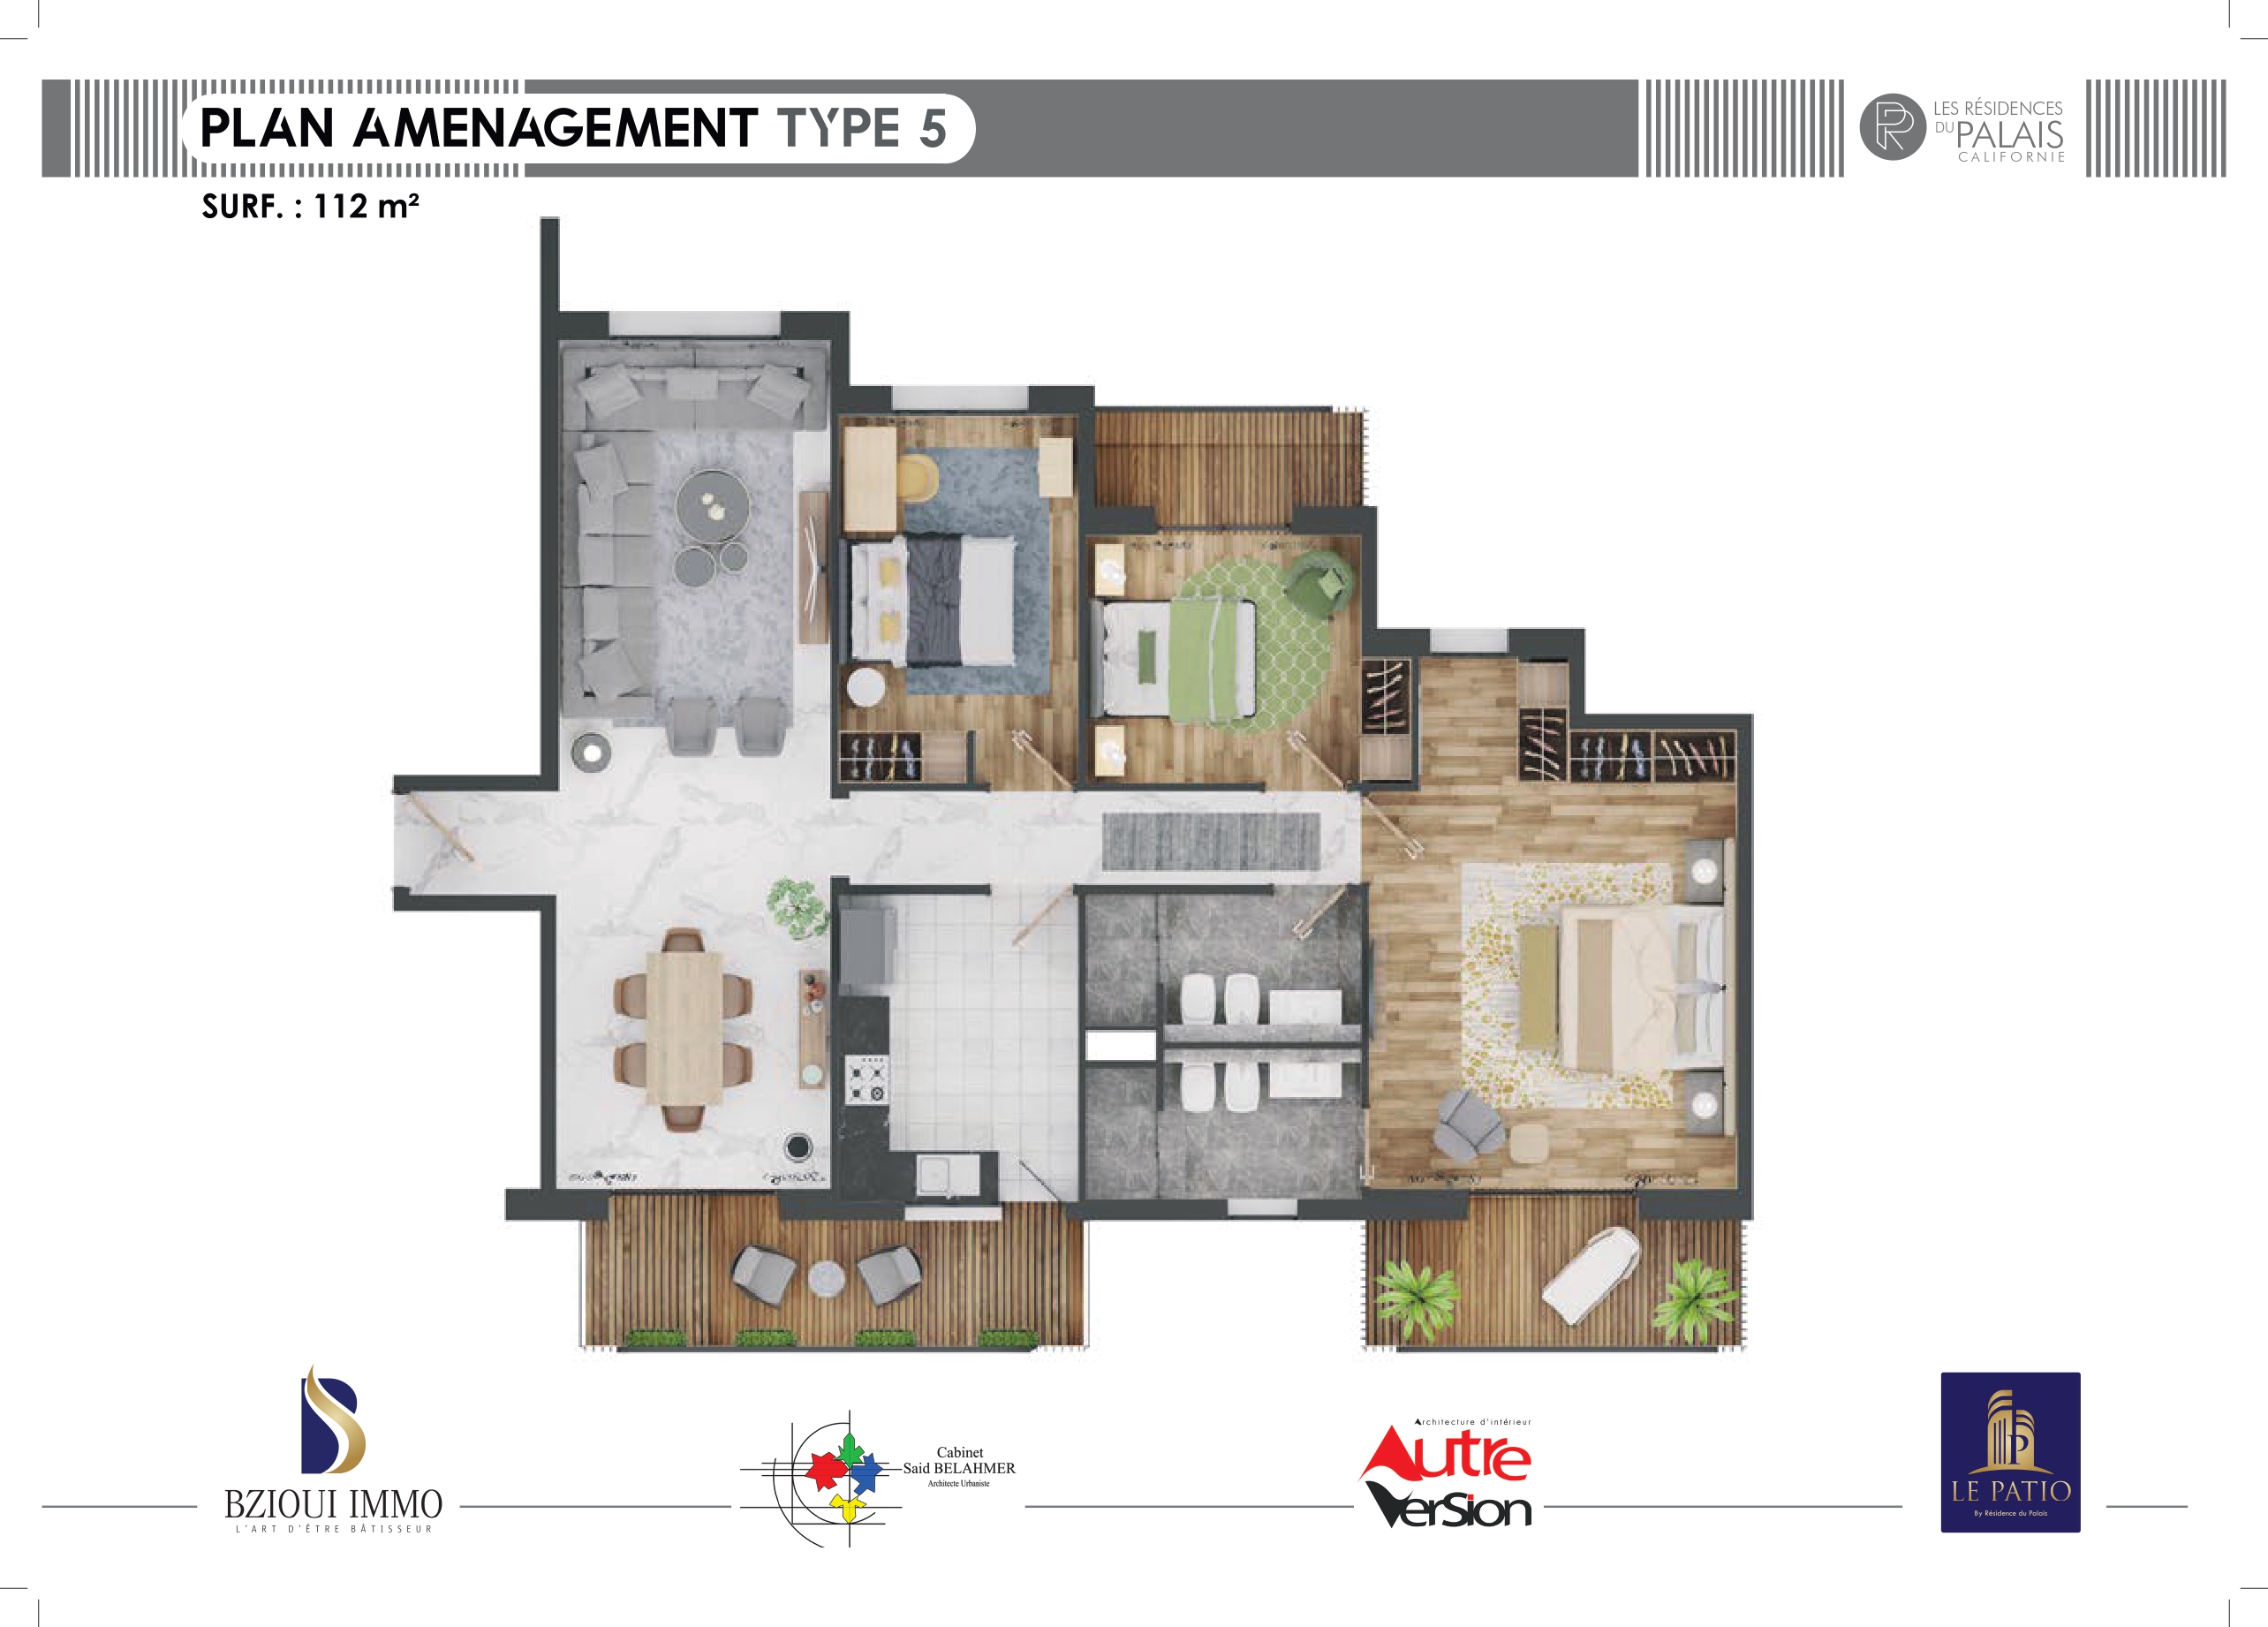 PLAN AMENAGEMENT TYPE 5
SURF. : 112 m²
LES RÉSIDENCES
DU PALAIS
CALIFORNIE
BZIOUI IMMO
L'ART D'ÊTRE BÂTISSEUR
Cabinet
Said BELAHMER
Architecte Urbaniste
Architecture d'intérieur
Autre
Version
LE PATIO
By Résidence du Palais